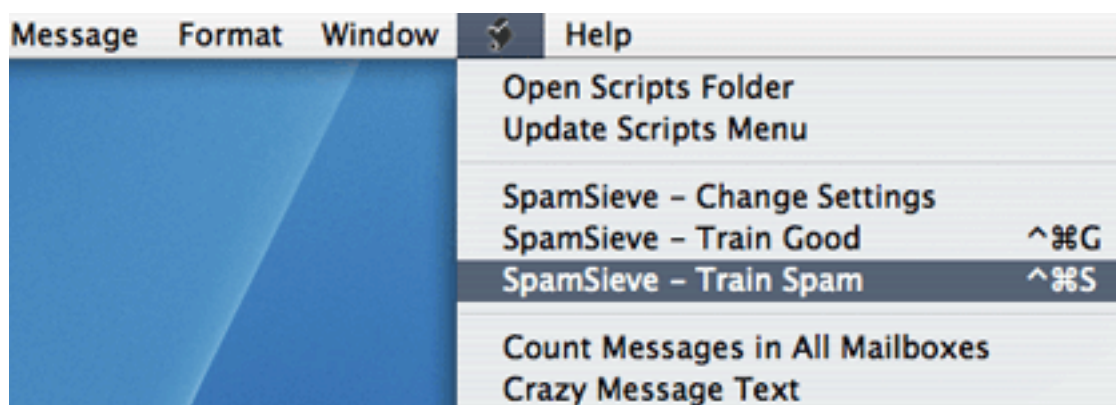 Message Format Window Help
Open Scripts Folder
Update Scripts Menu
SpamSieve – Change Settings
SpamSieve – Train Good ^⌘G
SpamSieve – Train Spam ^⌘S
Count Messages in All Mailboxes
Crazy Message Text